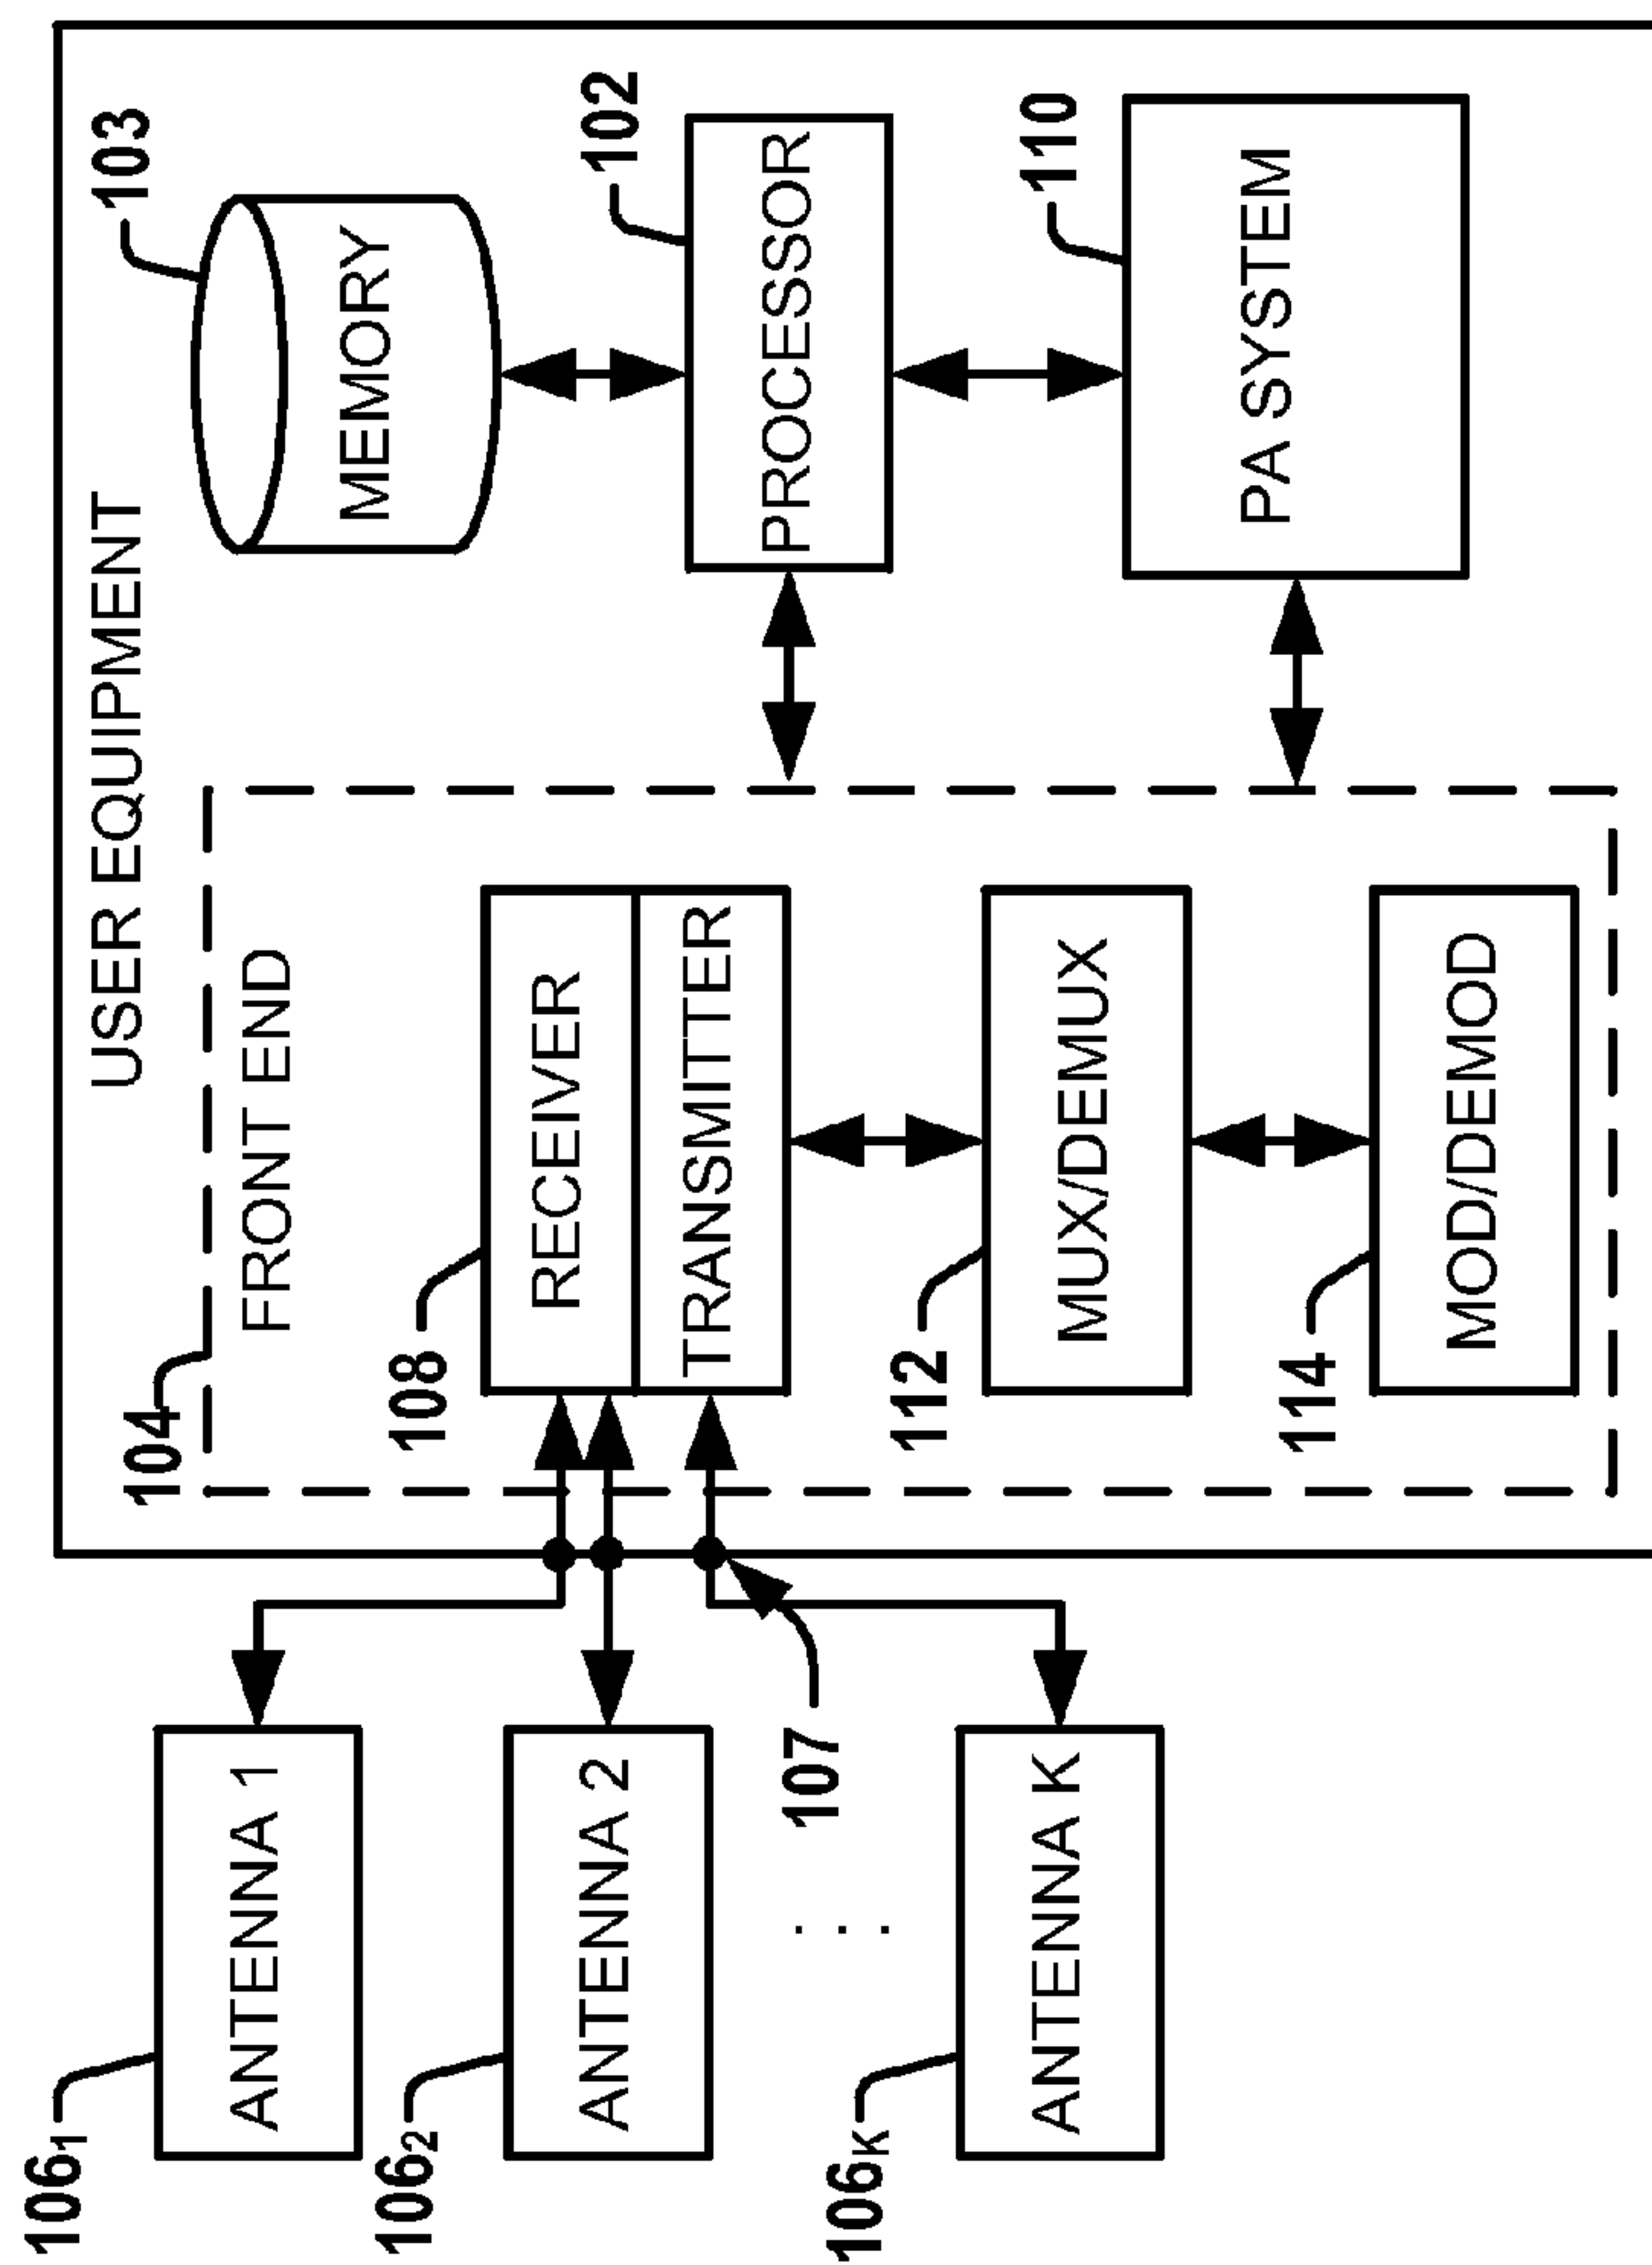 USER EQUIPMENT
104
FRONT END
103
MEMORY
106₁
ANTENNA 1
108
RECEIVER
TRANSMITTER
102
PROCESSOR
106₂
ANTENNA 2
107
112
MUX/DEMUX
110
PA SYSTEM
⋮
106K
ANTENNA K
114
MOD/DEMOD